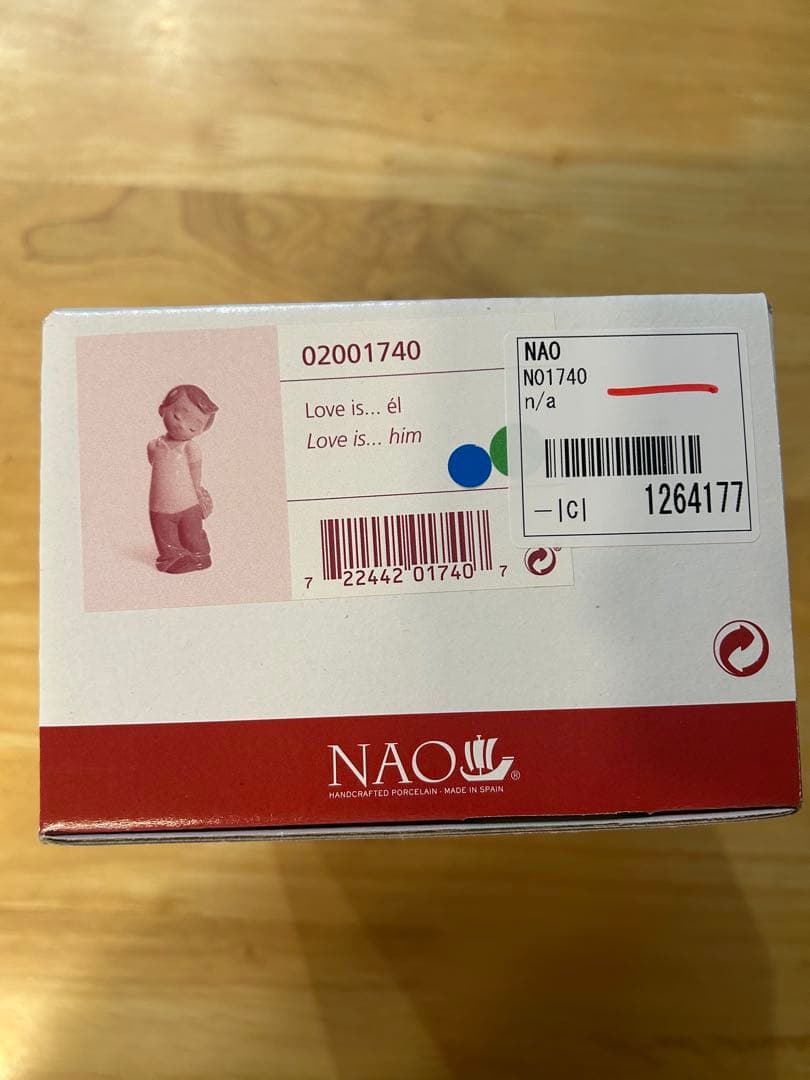 02001740
Love is... él
Love is... him
7 22442 01740 7
NAO
N01740
n/a
—|C|
1264177
NAO®
HANDCRAFTED PORCELAIN · MADE IN SPAIN